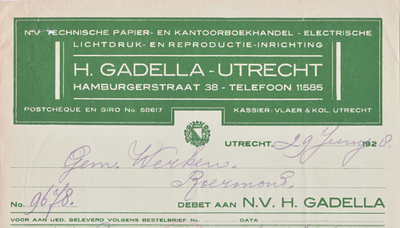 N.V. TECHNISCHE PAPIER- EN KANTOORBOEKHANDEL - ELECTRISCHE
LICHTDRUK- EN REPRODUCTIE-INRICHTING
H. GADELLA - UTRECHT
HAMBURGERSTRAAT 38 - TELEFOON 11585
POSTCHÈQUE EN GIRO No. 50617
KASSIER: VLAER & KOL, UTRECHT
UTRECHT, 29 Juni 1928.
Gem. Werken.
Roermond.
No. 9678.
DEBET AAN N.V. H. GADELLA
VOOR AAN UED. GELEVERD VOLGENS BESTELBRIEF No. DATA